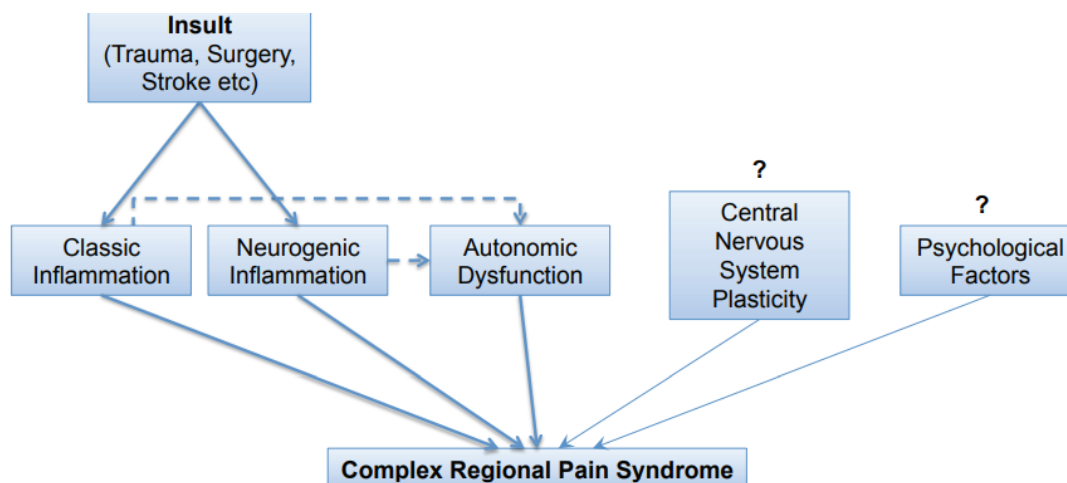 Insult
(Trauma, Surgery,
Stroke etc)
?
?
Classic
Inflammation
Neurogenic
Inflammation
Autonomic
Dysfunction
Central
Nervous
System
Plasticity
Psychological
Factors
Complex Regional Pain Syndrome